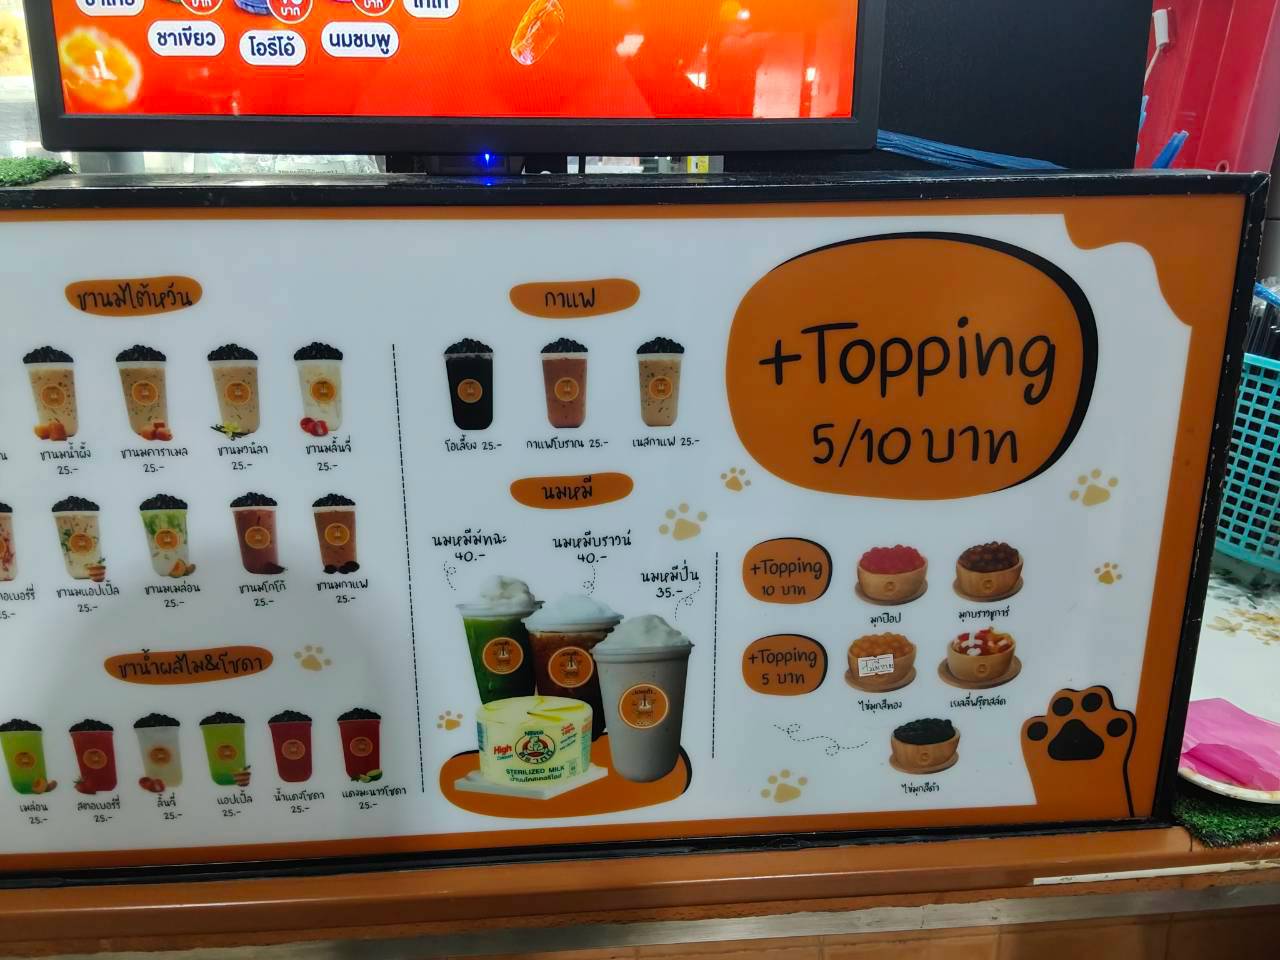 บาท
บาท
ชาเขียว
โอรีโอ้
นมชมพู
ชานมไต้หวัน
ชานมน้ำผึ้ง
25.-
ชานมคาราเมล
25.-
ชานมวนิลา
25.-
ชานมลิ้นจี่
25.-
ชานมแอปเปิ้ล
25.-
ชานมเมล่อน
25.-
ชานมโกโก้
25.-
ชานมกาแฟ
25.-
ชาน้ำผลไม้&โซดา
เมล่อน
25.-
สตอเบอร์รี่
25.-
ลิ้นจี่
25.-
แอปเปิ้ล
25.-
น้ำแดงโซดา
25.-
แดงมะนาวโซดา
25.-
กาแฟ
โอเลี้ยง 25.-
กาแฟโบราณ 25.-
เนสกาแฟ 25.-
นมหมี
นมหมีมัทฉะ
40.-
นมหมีบราวน์
40.-
นมหมีปั่น
35.-
Nestle
High
STERILIZED MILK
+Topping
5/10 บาท
+Topping
10 บาท
มุกป๊อป
มุกบราวชูการ์
+Topping
5 บาท
ไข่มุกสีทอง
เยลลี่ฟรุ๊ตสลัด
ไข่มุกสีดำ